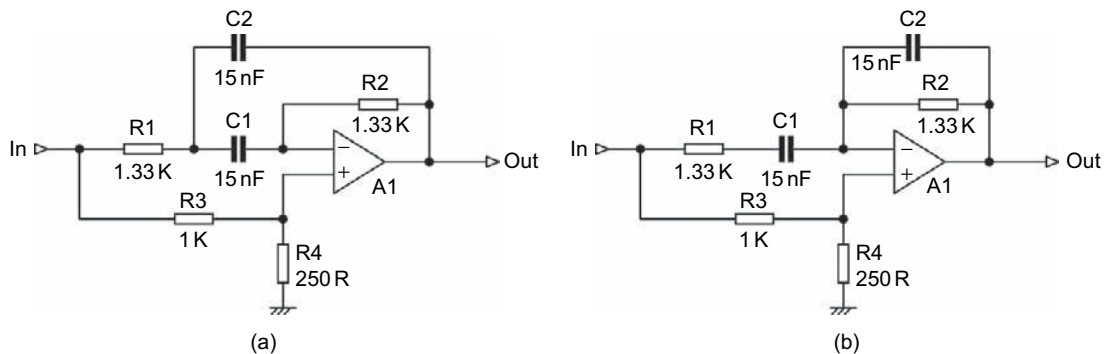 C2
15 nF
R2
1.33 K
R1
1.33 K
C1
15 nF
In
−
+
A1
Out
R3
1 K
R4
250 R
(a)
C2
15 nF
R2
1.33 K
R1
1.33 K
C1
15 nF
In
−
+
A1
Out
R3
1 K
R4
250 R
(b)